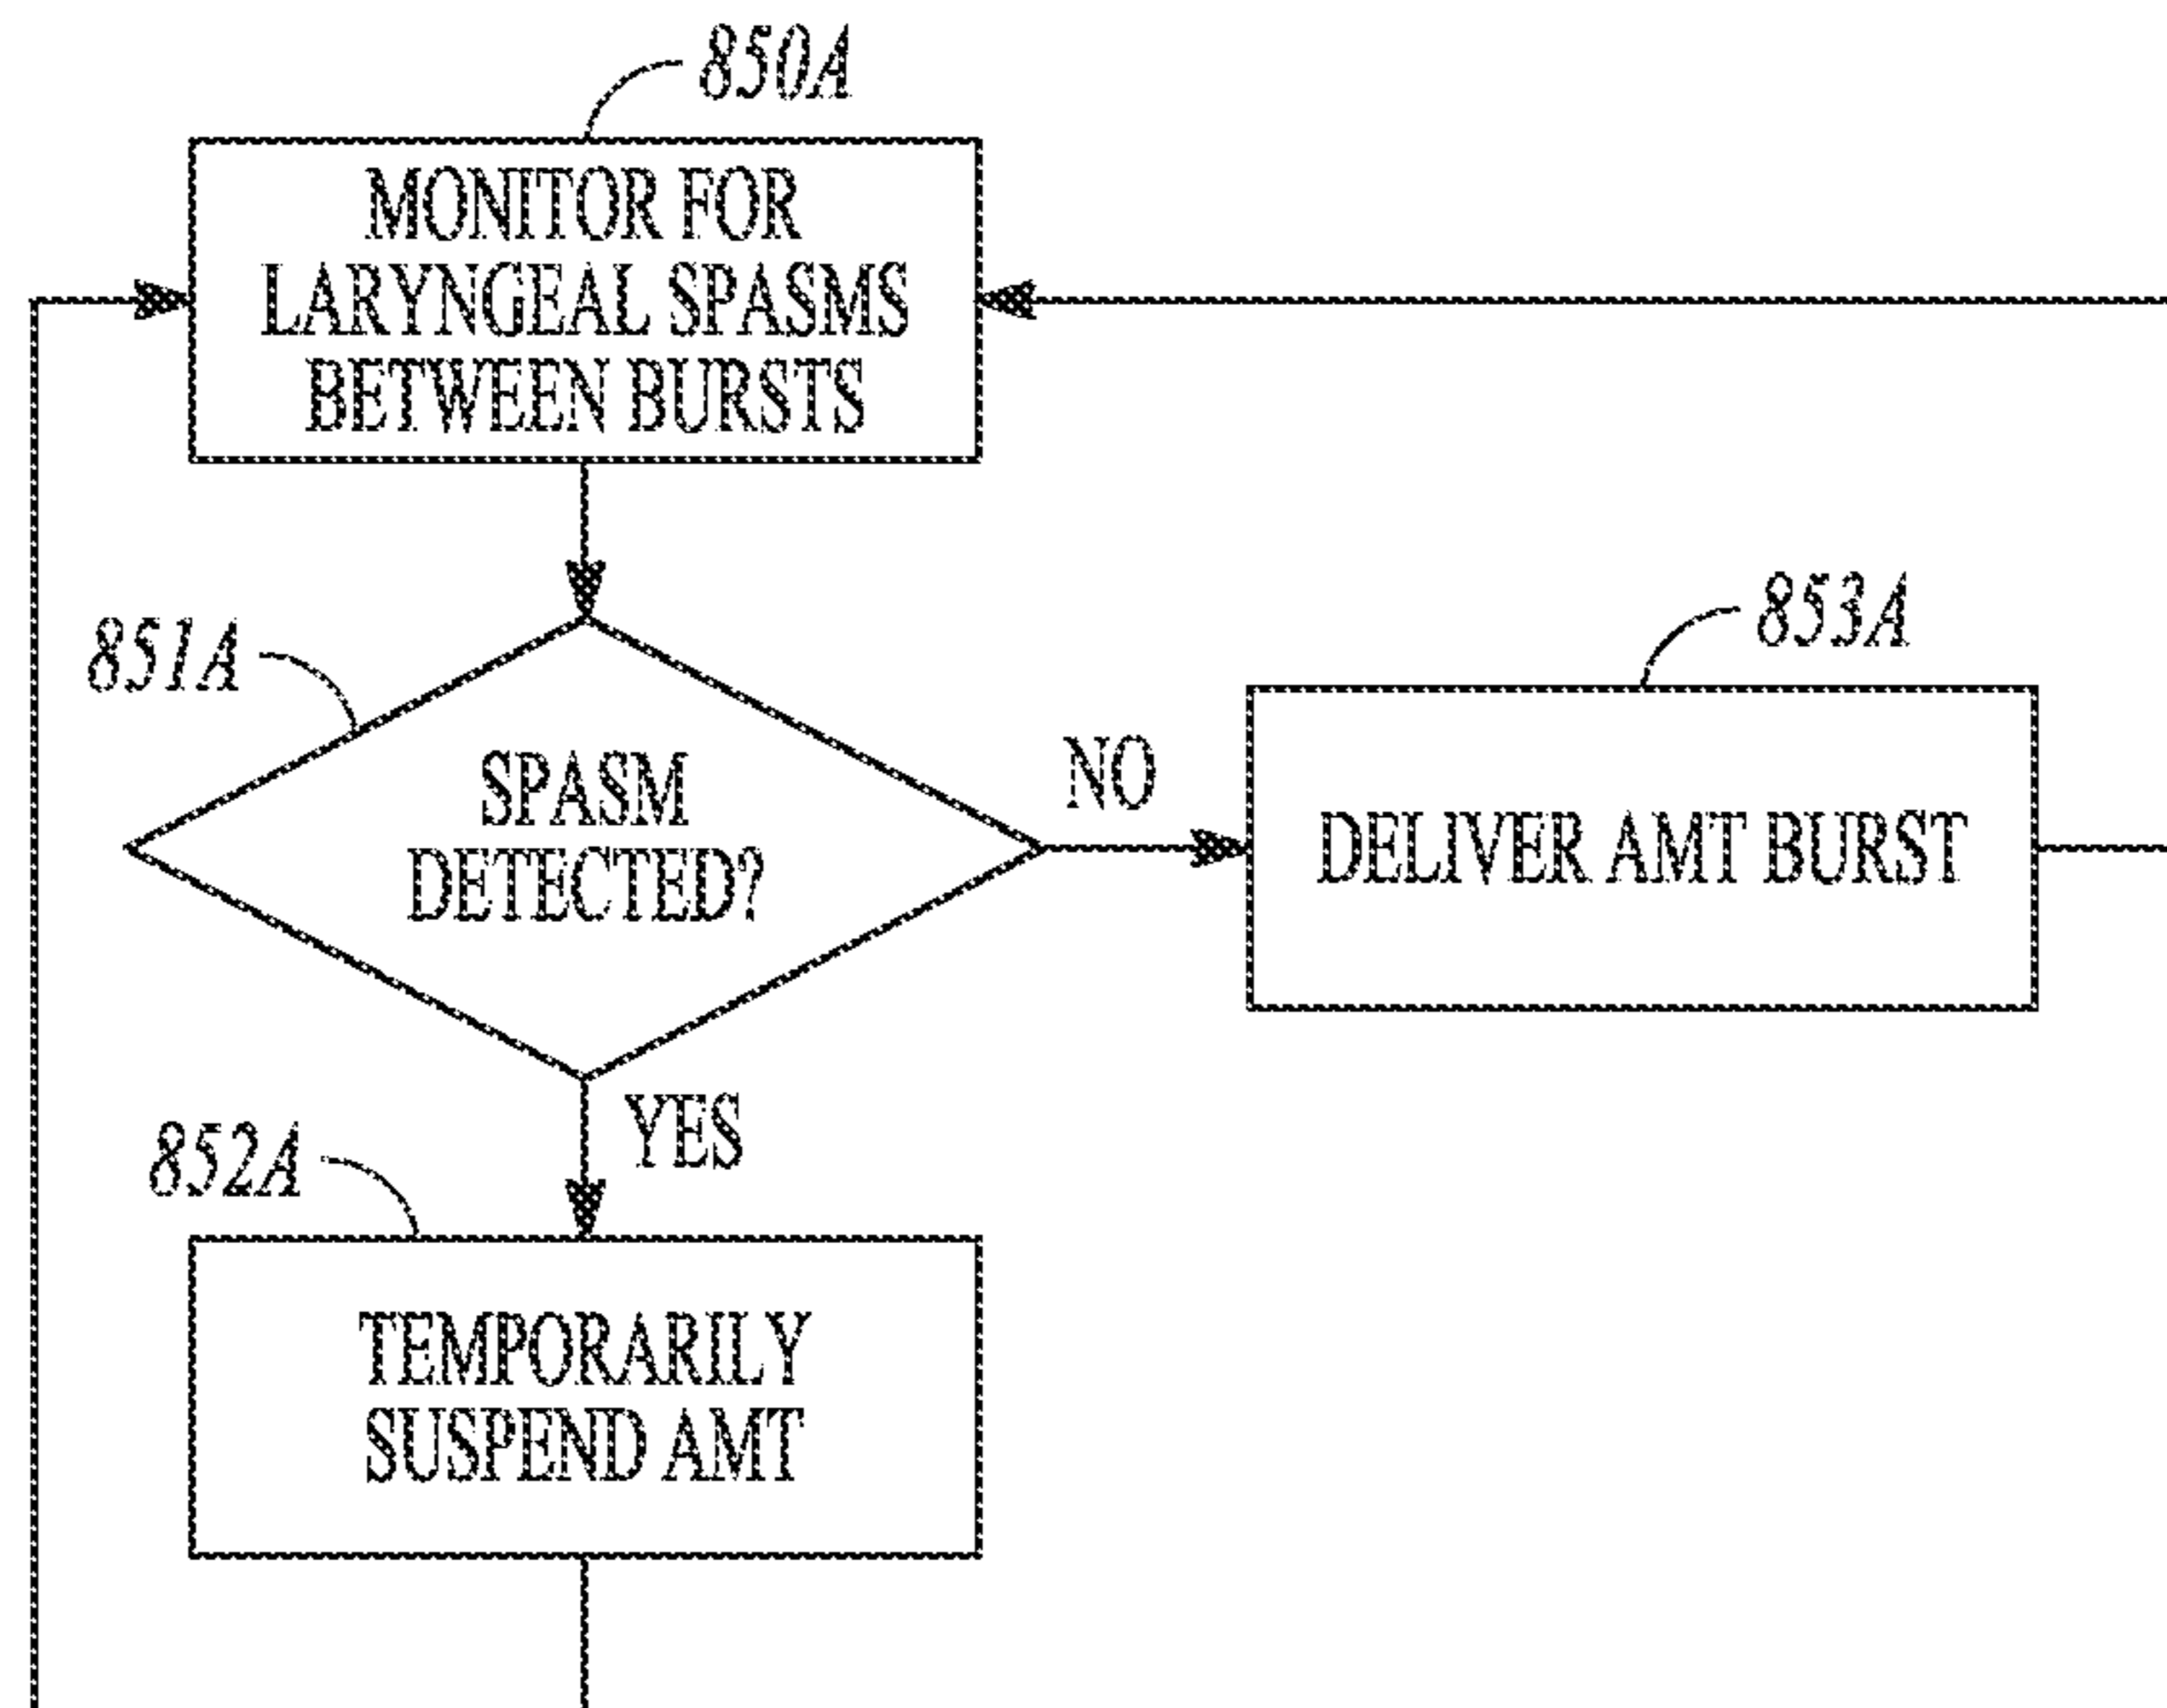 850A
MONITOR FOR
LARYNGEAL SPASMS
BETWEEN BURSTS
851A
SPASM
DETECTED?
NO
853A
DELIVER AMT BURST
YES
852A
TEMPORARILY
SUSPEND AMT